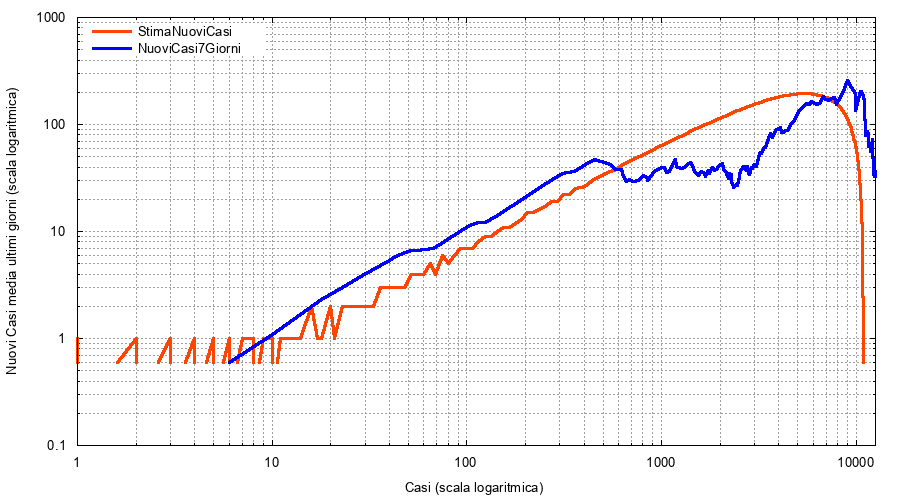 1000
StimaNuoviCasi
NuoviCasi7Giorni
100
10
1
0.1
Nuovi Casi media ultimi giorni (scala logaritmica)
1
10
100
1000
10000
Casi (scala logaritmica)